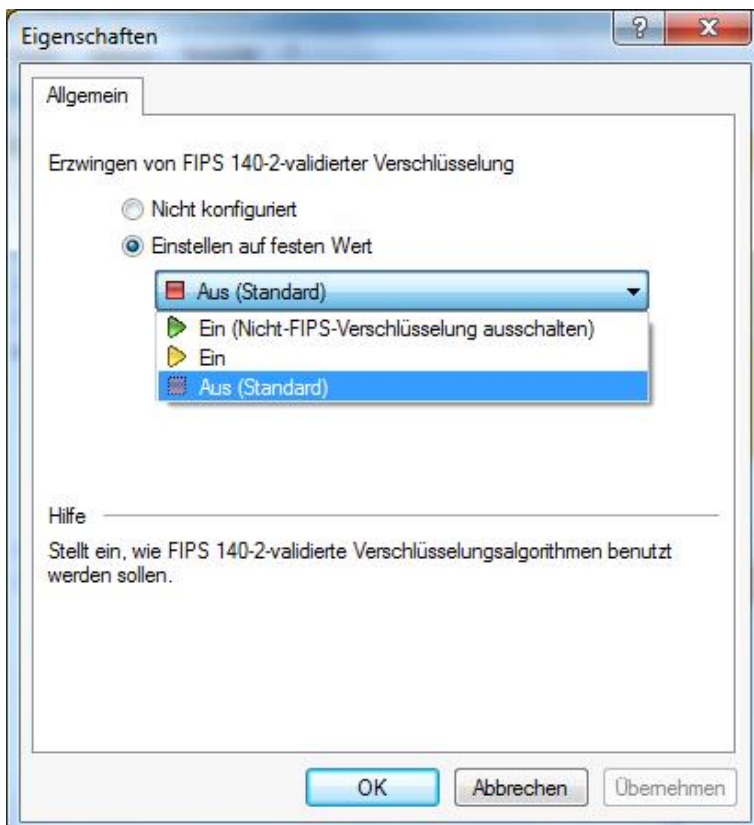 Eigenschaften
Allgemein
Erzwingen von FIPS 140-2-validierter Verschlüsselung
Nicht konfiguriert
Einstellen auf festen Wert
Aus (Standard)
Ein (Nicht-FIPS-Verschlüsselung ausschalten)
Ein
Aus (Standard)
Hilfe
Stellt ein, wie FIPS 140-2-validierte Verschlüsselungsalgorithmen benutzt
werden sollen.
OK Abbrechen Übernehmen